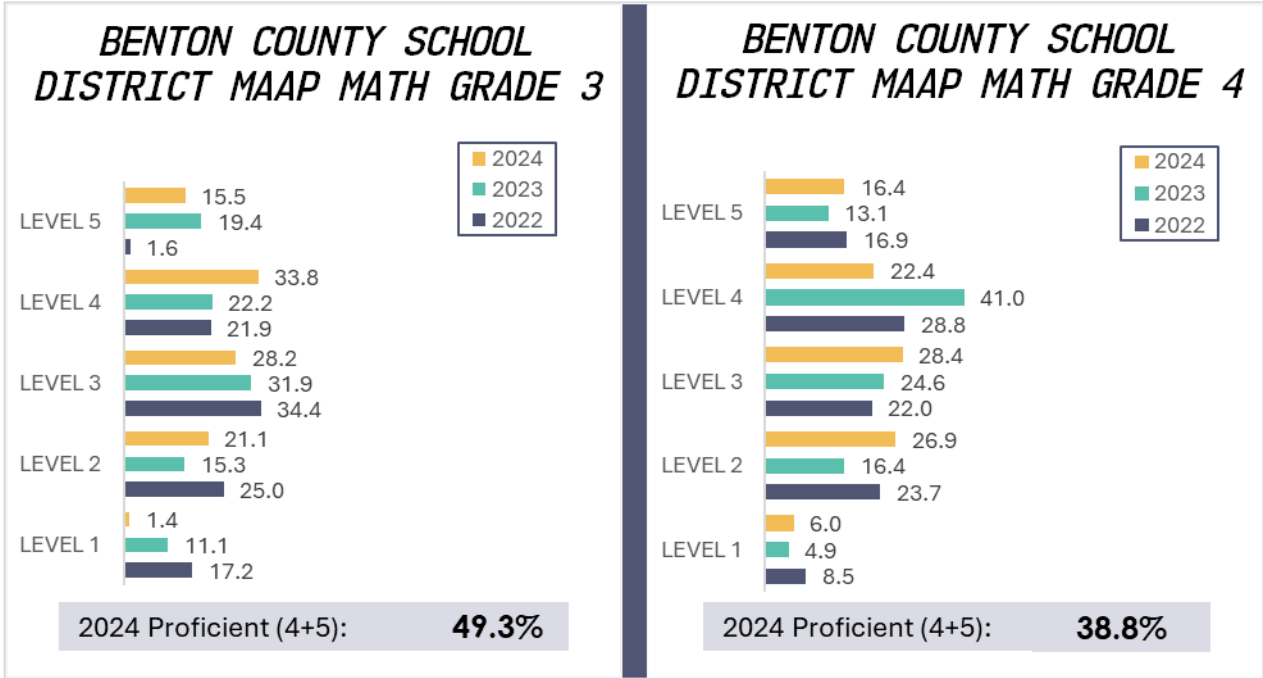 BENTON COUNTY SCHOOL
DISTRICT MAAP MATH GRADE 3
2024
2023
2022
LEVEL 5
15.5
19.4
1.6
LEVEL 4
33.8
22.2
21.9
LEVEL 3
28.2
31.9
34.4
LEVEL 2
21.1
15.3
25.0
LEVEL 1
1.4
11.1
17.2
2024 Proficient (4+5): 49.3%
BENTON COUNTY SCHOOL
DISTRICT MAAP MATH GRADE 4
2024
2023
2022
LEVEL 5
16.4
13.1
16.9
LEVEL 4
22.4
41.0
28.8
LEVEL 3
28.4
24.6
22.0
LEVEL 2
26.9
16.4
23.7
LEVEL 1
6.0
4.9
8.5
2024 Proficient (4+5): 38.8%